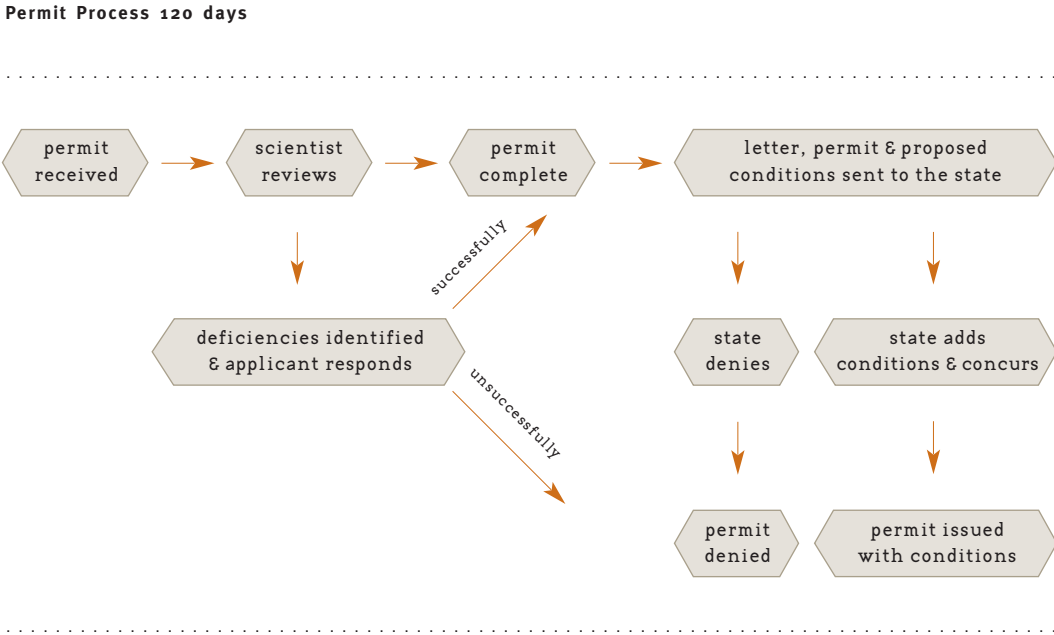 Permit Process 120 days
permit
received
scientist
reviews
permit
complete
letter, permit & proposed
conditions sent to the state
successfully
deficiencies identified
& applicant responds
unsuccessfully
state
denies
state adds
conditions & concurs
permit
denied
permit issued
with conditions